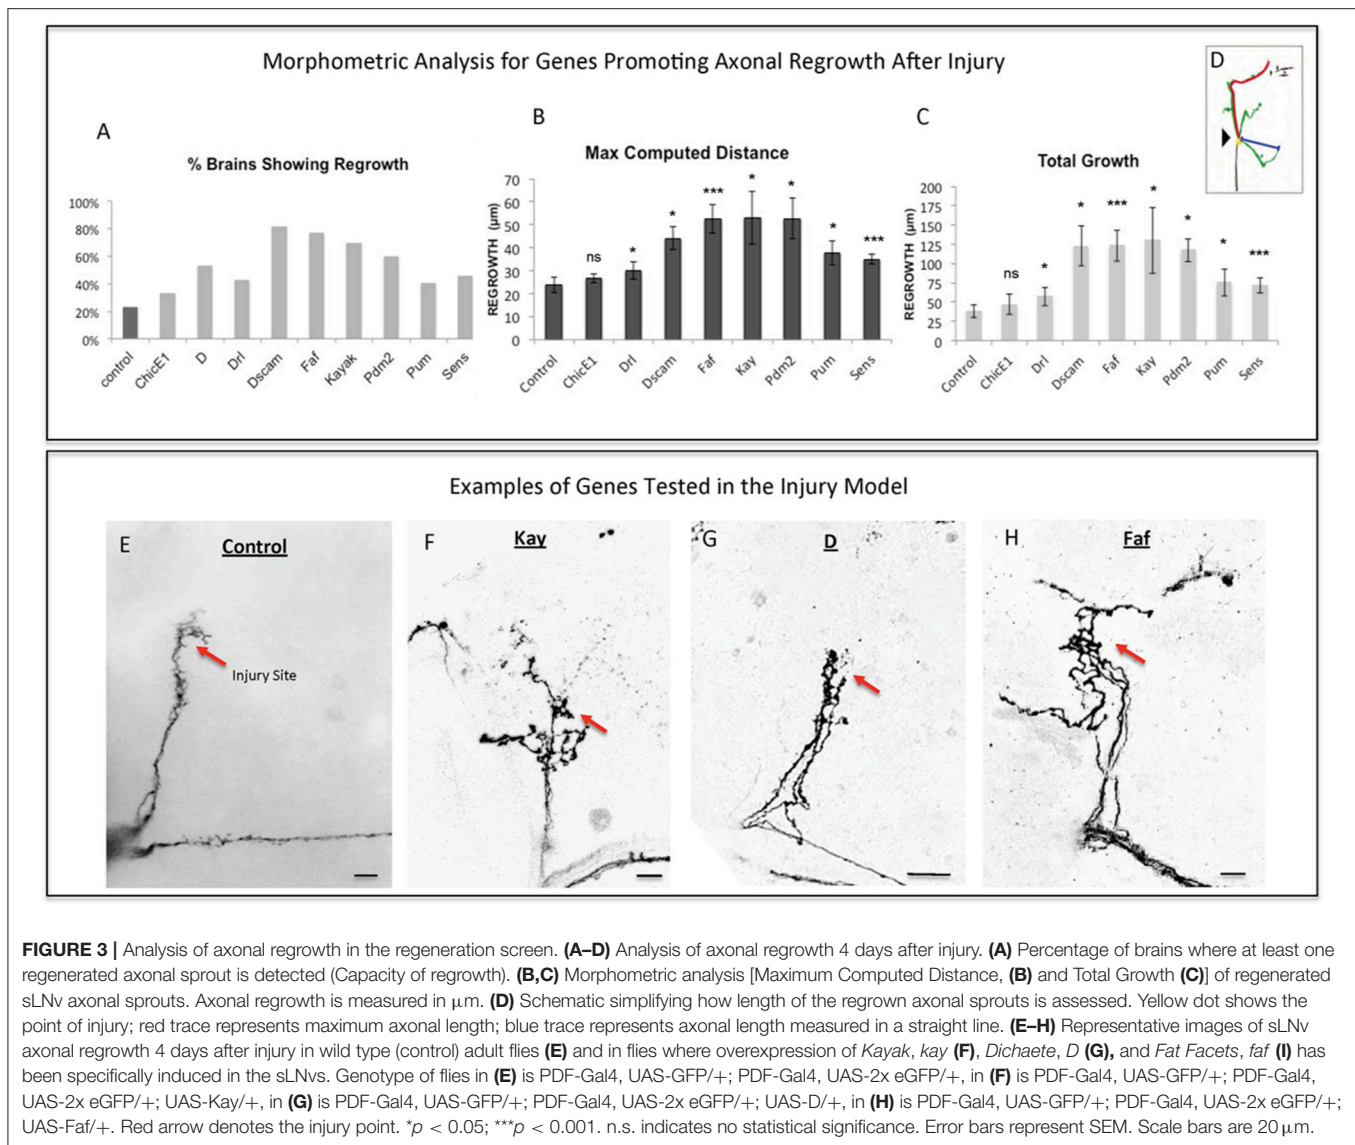 Morphometric Analysis for Genes Promoting Axonal Regrowth After Injury
A
% Brains Showing Regrowth
100%
80%
60%
40%
20%
0%
control
ChicE1
D
Drl
Dscam
Faf
Kayak
Pdm2
Pum
Sens
B
Max Computed Distance
REGROWTH (µm)
70
60
50
40
30
20
10
0
ns
*
*
***
*
*
*
***
Control
ChicE1
Drl
Dscam
Faf
Kay
Pdm2
Pum
Sens
C
Total Growth
REGROWTH (µm)
200
175
150
125
100
75
50
25
0
ns
*
*
***
*
*
*
***
Control
ChicE1
Drl
Dscam
Faf
Kay
Pdm2
Pum
Sens
D
Examples of Genes Tested in the Injury Model
E
Control
Injury Site
F
Kay
G
D
H
Faf
FIGURE 3 | Analysis of axonal regrowth in the regeneration screen. (A–D) Analysis of axonal regrowth 4 days after injury. (A) Percentage of brains where at least one
regenerated axonal sprout is detected (Capacity of regrowth). (B,C) Morphometric analysis [Maximum Computed Distance, (B) and Total Growth (C)] of regenerated
sLNv axonal sprouts. Axonal regrowth is measured in µm. (D) Schematic simplifying how length of the regrown axonal sprouts is assessed. Yellow dot shows the
point of injury; red trace represents maximum axonal length; blue trace represents axonal length measured in a straight line. (E–H) Representative images of sLNv
axonal regrowth 4 days after injury in wild type (control) adult flies (E) and in flies where overexpression of Kayak, kay (F), Dichaete, D (G), and Fat Facets, faf (I) has
been specifically induced in the sLNvs. Genotype of flies in (E) is PDF-Gal4, UAS-GFP/+; PDF-Gal4, UAS-2x eGFP/+, in (F) is PDF-Gal4, UAS-GFP/+; PDF-Gal4,
UAS-2x eGFP/+; UAS-Kay/+, in (G) is PDF-Gal4, UAS-GFP/+; PDF-Gal4, UAS-2x eGFP/+; UAS-D/+, in (H) is PDF-Gal4, UAS-GFP/+; PDF-Gal4, UAS-2x eGFP/+;
UAS-Faf/+. Red arrow denotes the injury point. *p < 0.05; ***p < 0.001. n.s. indicates no statistical significance. Error bars represent SEM. Scale bars are 20 µm.